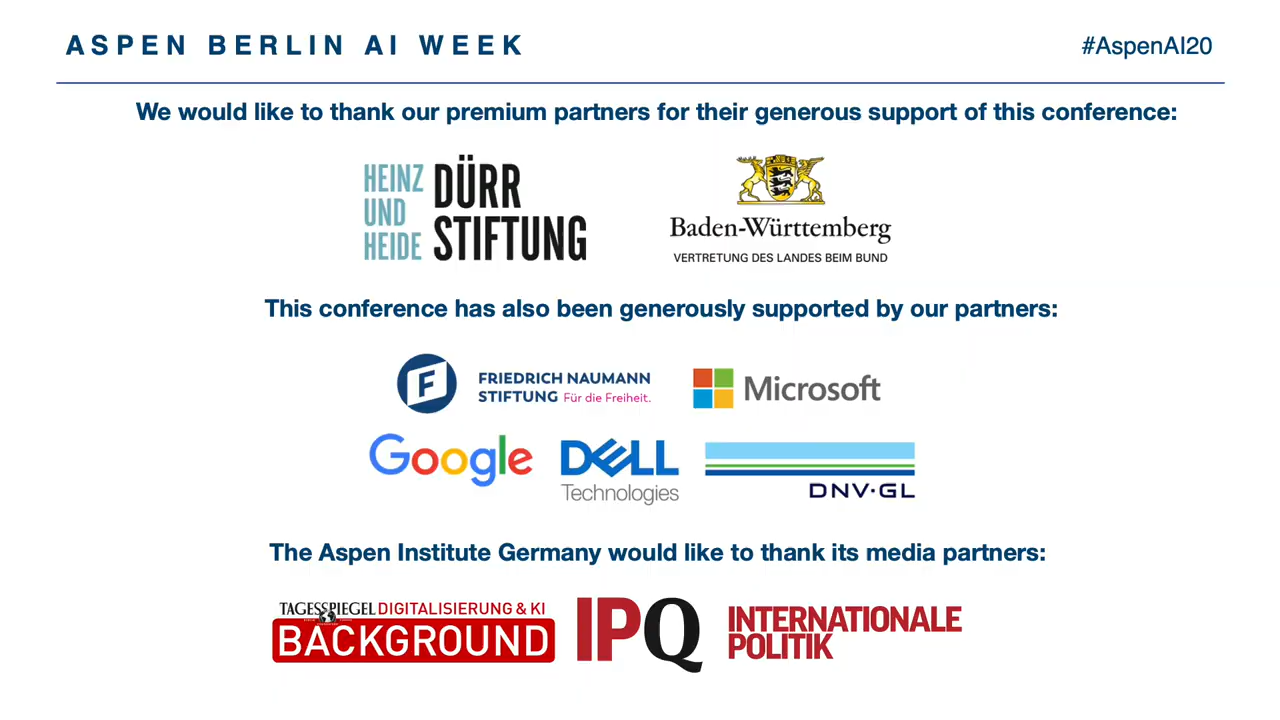 ASPEN BERLIN AI WEEK
#AspenAI20
We would like to thank our premium partners for their generous support of this conference:
HEINZ UND HEIDE
DÜRR STIFTUNG
Baden-Württemberg
VERTRETUNG DES LANDES BEIM BUND
This conference has also been generously supported by our partners:
F
FRIEDRICH NAUMANN
STIFTUNG Für die Freiheit.
Microsoft
Google
DELL
Technologies
DNV·GL
The Aspen Institute Germany would like to thank its media partners:
TAGESSPIEGEL DIGITALISIERUNG & KI
BACKGROUND
IPQ
INTERNATIONALE
POLITIK